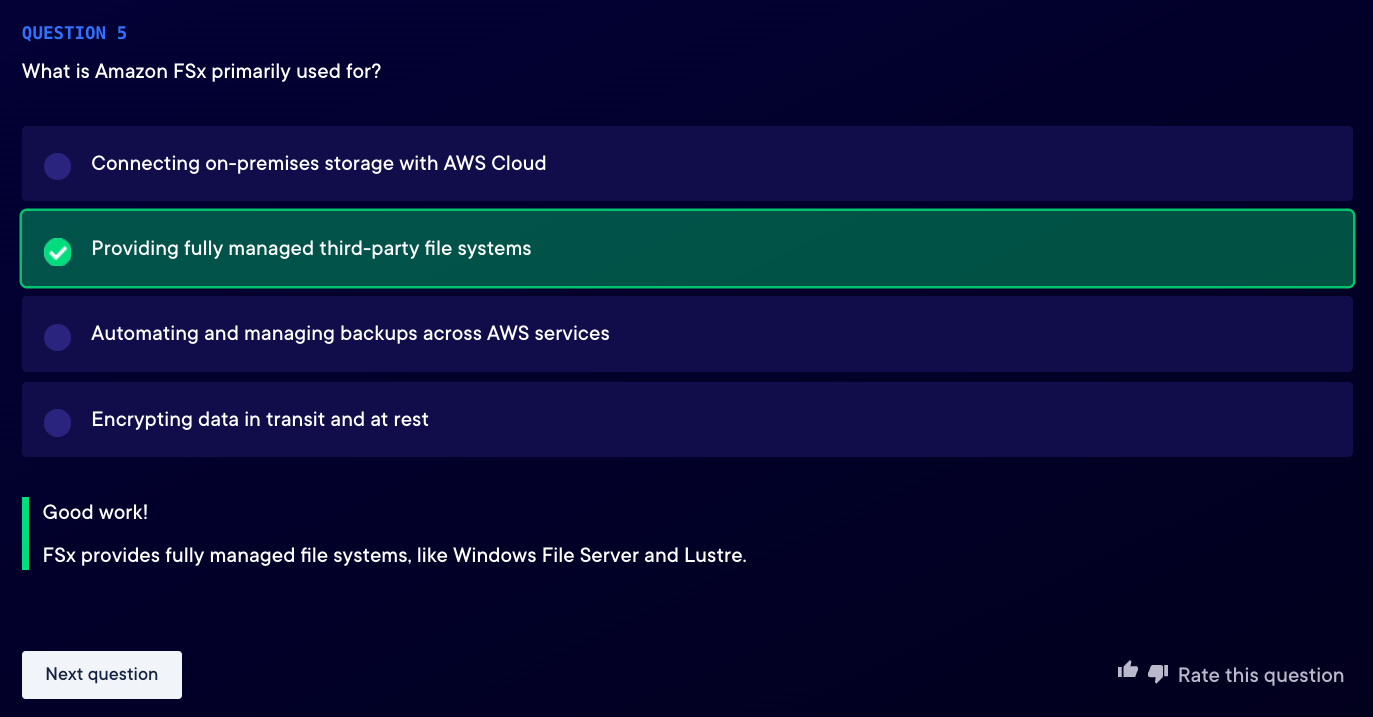 QUESTION 5
What is Amazon FSx primarily used for?
Connecting on-premises storage with AWS Cloud
Providing fully managed third-party file systems
Automating and managing backups across AWS services
Encrypting data in transit and at rest
Good work!
FSx provides fully managed file systems, like Windows File Server and Lustre.
Next question
Rate this question